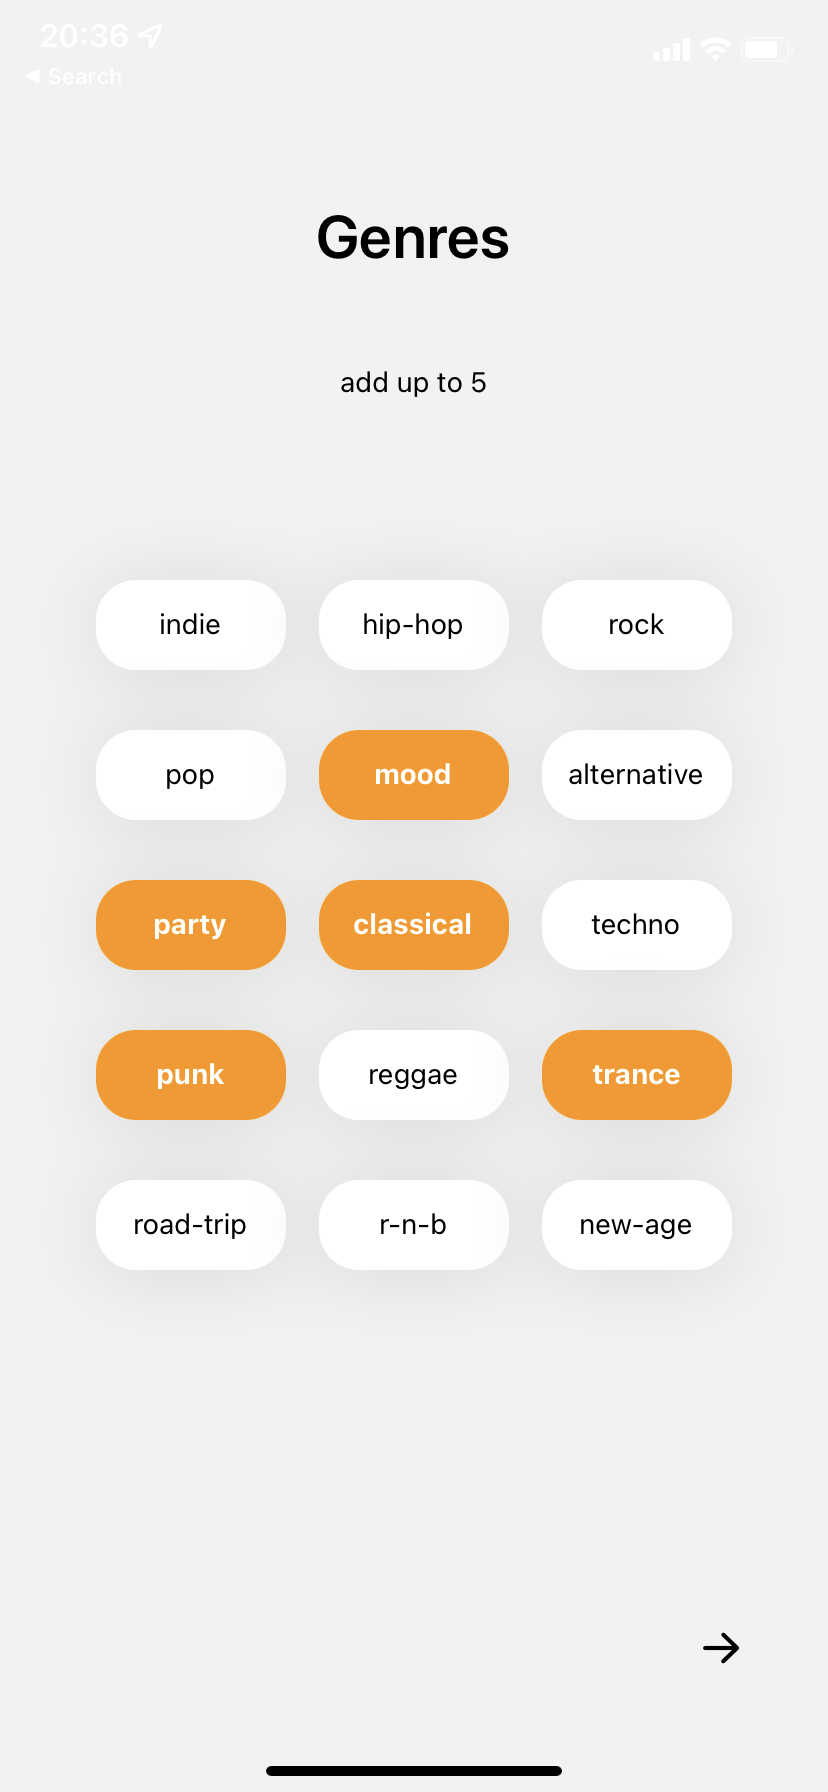 20:36
◀ Search
Genres
add up to 5
indie hip-hop rock
pop mood alternative
party classical techno
punk reggae trance
road-trip r-n-b new-age